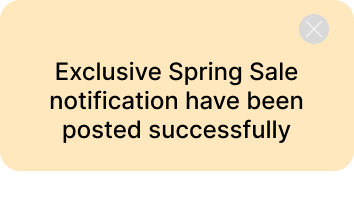 Exclusive Spring Sale
notification have been
posted successfully